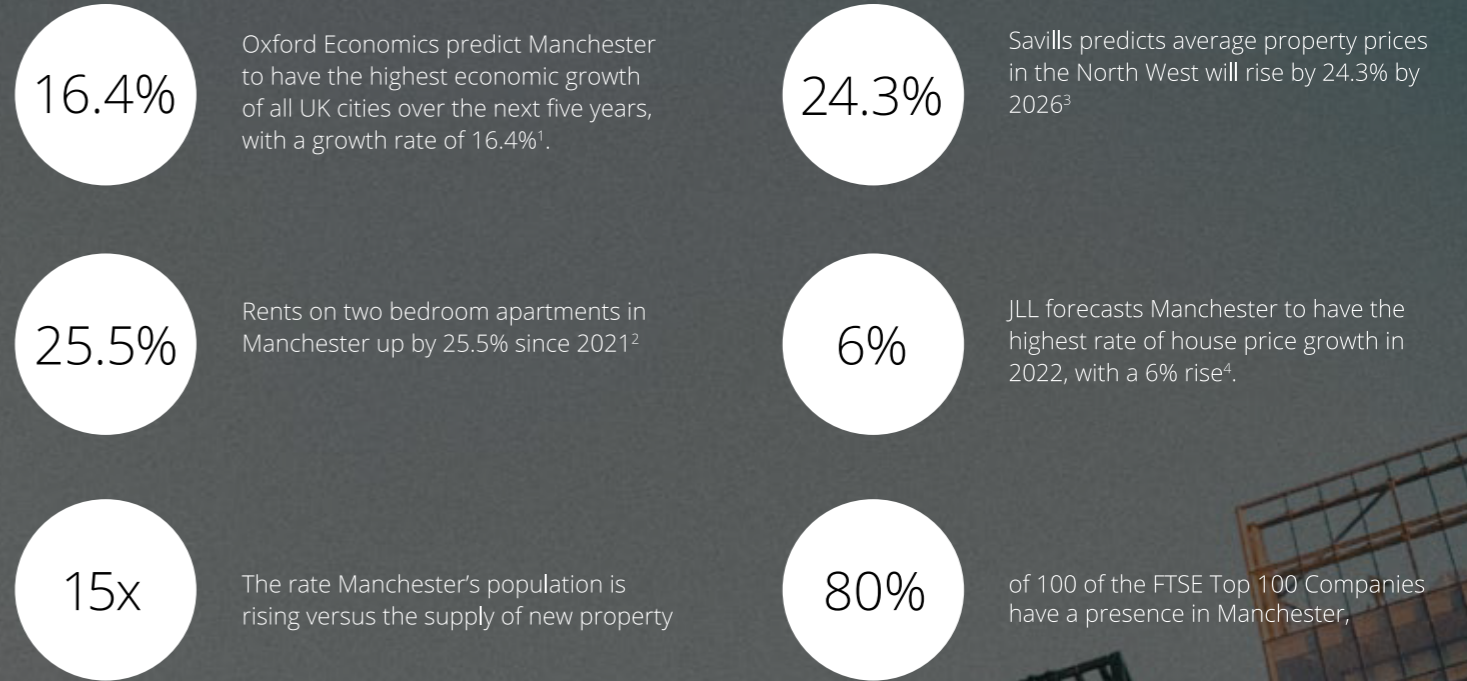 16.4%
Oxford Economics predict Manchester
to have the highest economic growth
of all UK cities over the next five years,
with a growth rate of 16.4%¹.
24.3%
Savills predicts average property prices
in the North West will rise by 24.3% by
2026³
25.5%
Rents on two bedroom apartments in
Manchester up by 25.5% since 2021²
6%
JLL forecasts Manchester to have the
highest rate of house price growth in
2022, with a 6% rise⁴.
15x
The rate Manchester’s population is
rising versus the supply of new property
80%
of 100 of the FTSE Top 100 Companies
have a presence in Manchester,